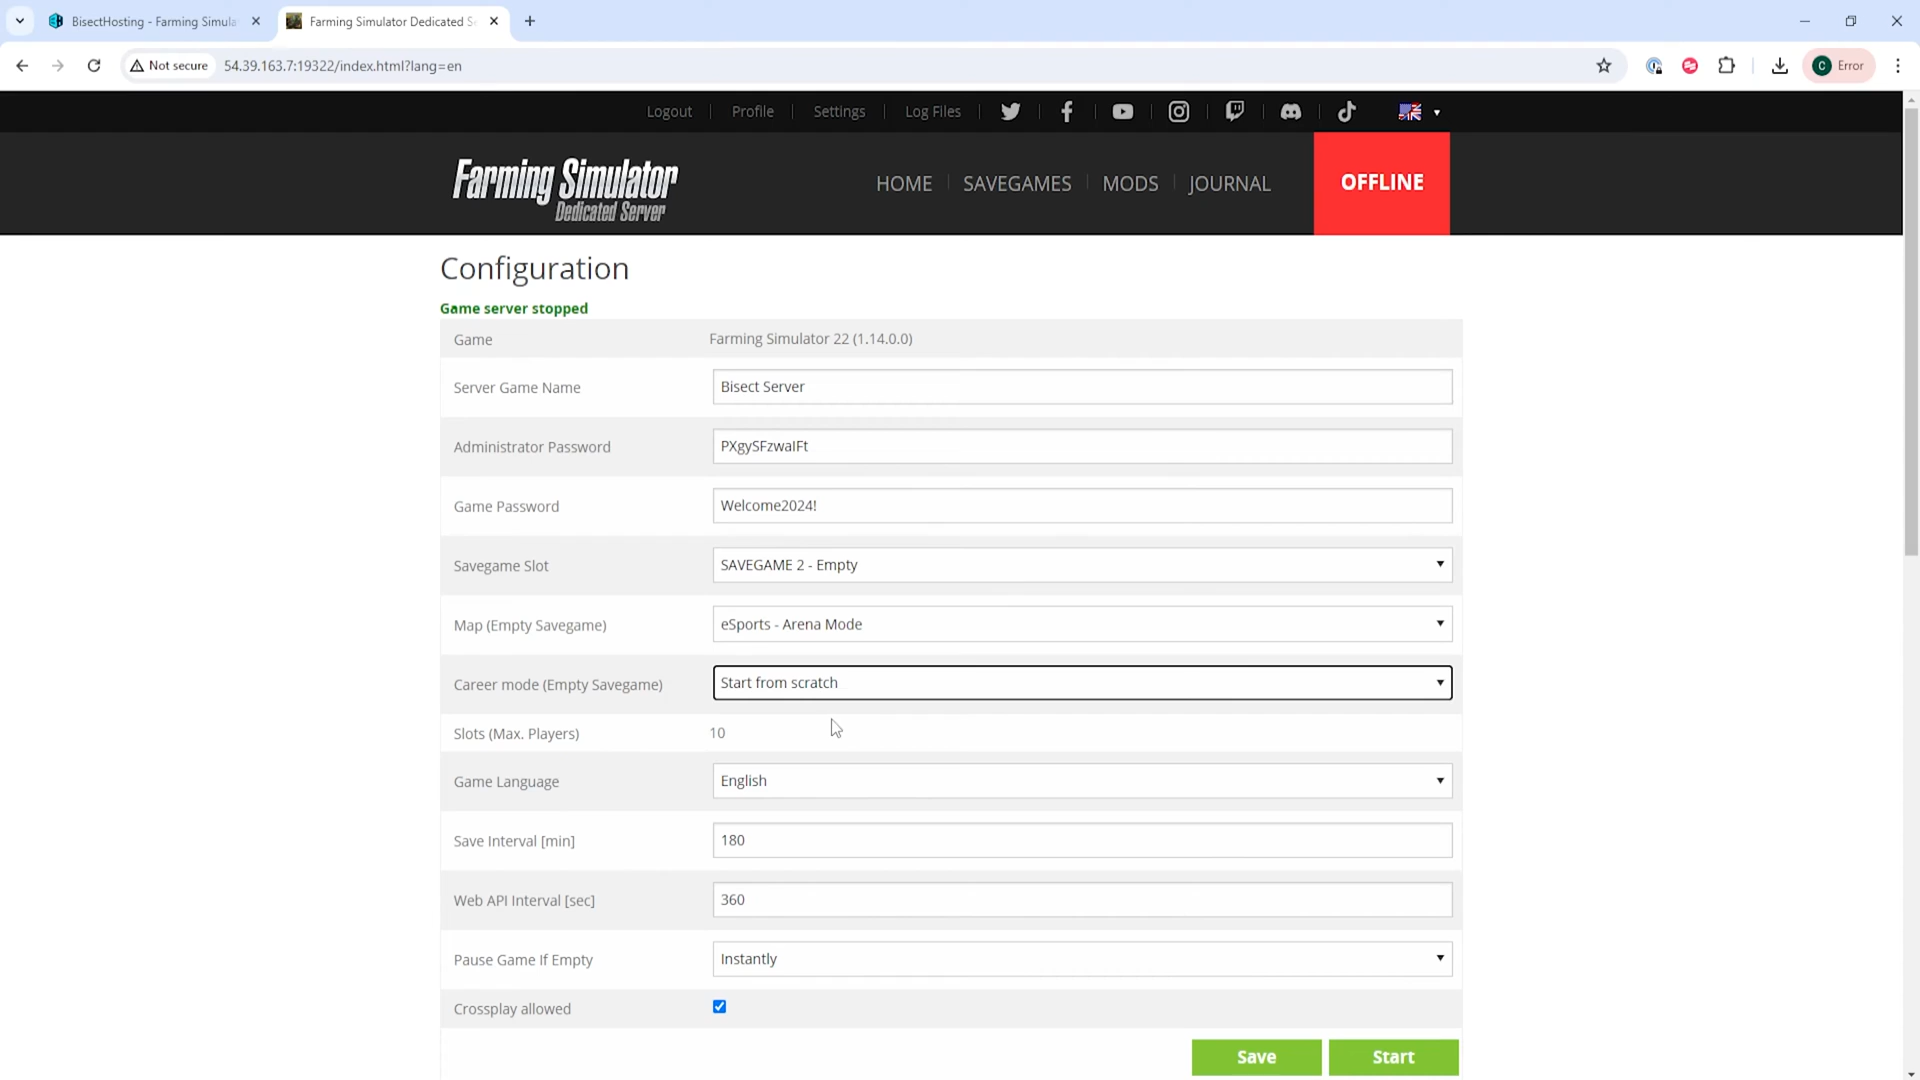 BisectHosting - Farming Simula
Farming Simulator Dedicated S
Not secure
54.39.163.7:19322/index.html?lang=en
C Error
Logout
Profile
Settings
Log Files
Farming Simulator
Dedicated Server
HOME
SAVEGAMES
MODS
JOURNAL
OFFLINE
Configuration
Game server stopped
Game
Farming Simulator 22 (1.14.0.0)
Server Game Name
Bisect Server
Administrator Password
PXgySFzwaIFt
Game Password
Welcome2024!
Savegame Slot
SAVEGAME 2 - Empty
Map (Empty Savegame)
eSports - Arena Mode
Career mode (Empty Savegame)
Start from scratch
Slots (Max. Players)
10
Game Language
English
Save Interval [min]
180
Web API Interval [sec]
360
Pause Game If Empty
Instantly
Crossplay allowed
Save
Start